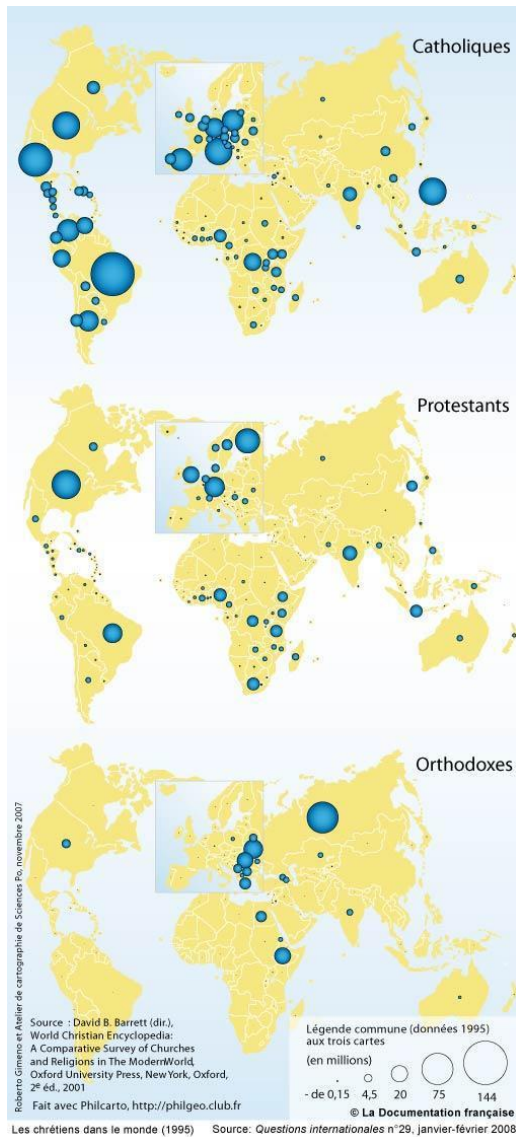 Catholiques
Protestants
Orthodoxes
Roberto Gimeno et Atelier de cartographie de Sciences Po, novembre 2007
Source : David B. Barrett (dir.),
World Christian Encyclopedia:
A Comparative Survey of Churches
and Religions in The ModernWorld,
Oxford University Press, New York, Oxford,
2e éd., 2001
Fait avec Philcarto, http://philgeo.club.fr
Légende commune (données 1995)
aux trois cartes
(en millions)
- de 0,15 4,5 20 75 144
© La Documentation française
Les chrétiens dans le monde (1995) Source: Questions internationales n°29, janvier-février 2008